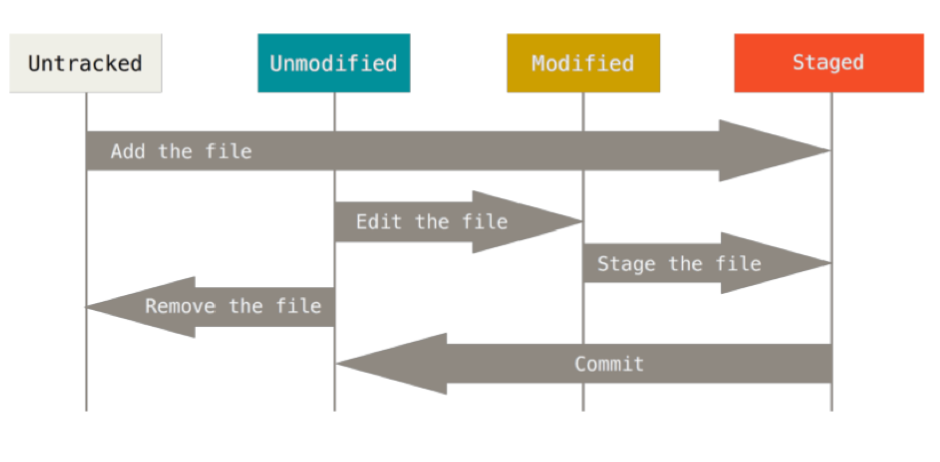 Untracked
Unmodified
Modified
Staged
Add the file
Edit the file
Stage the file
Remove the file
Commit